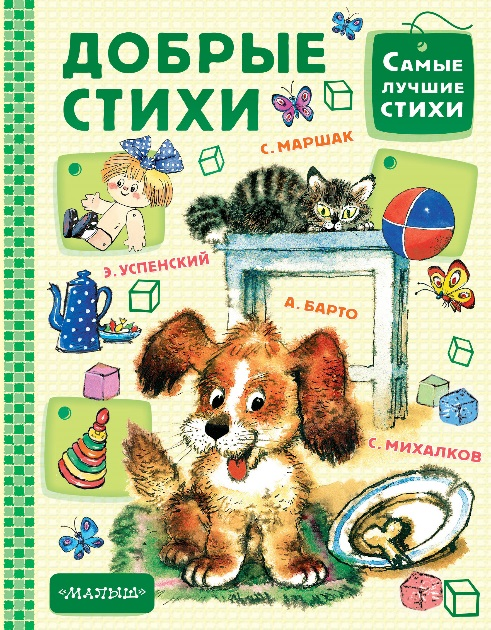 ДОБРЫЕ
СТИХИ
Самые
лучшие
стихи
С. МАРШАК
Э. УСПЕНСКИЙ
А. БАРТО
С. МИХАЛКОВ
«МАЛЫШ»